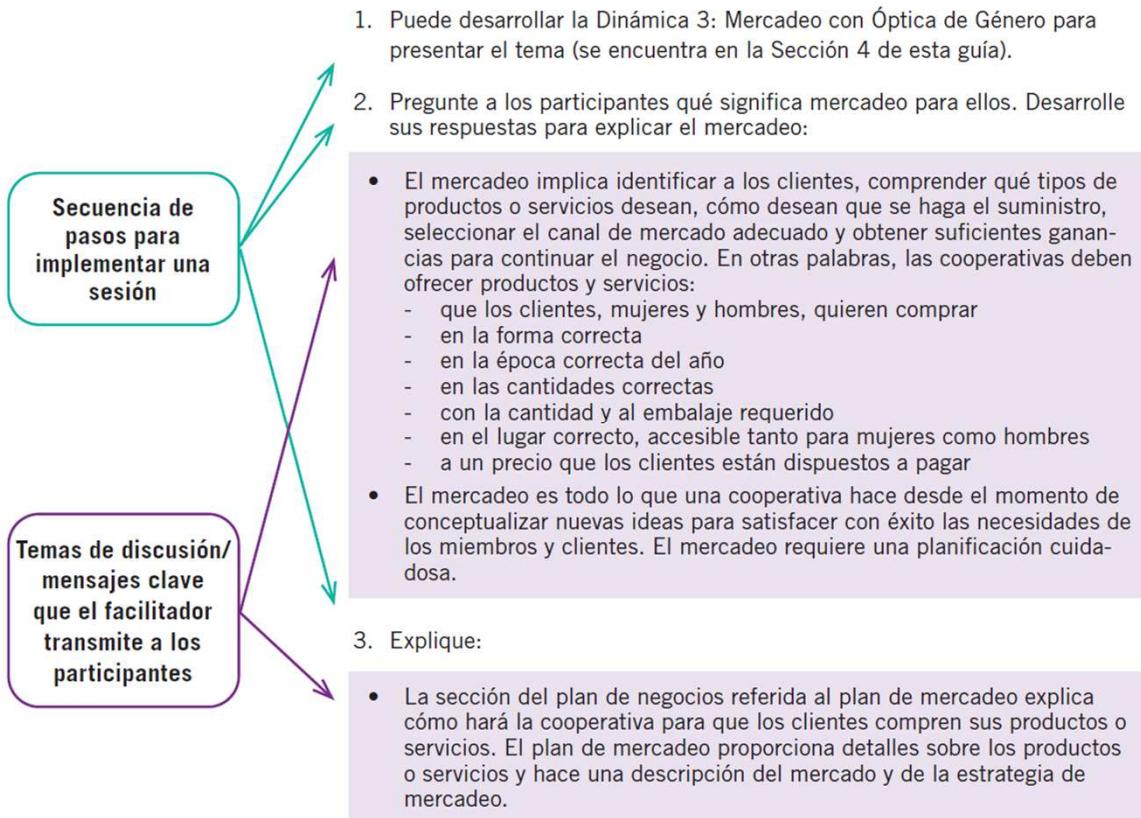 1. Puede desarrollar la Dinámica 3: Mercadeo con Óptica de Género para
presentar el tema (se encuentra en la Sección 4 de esta guía).
2. Pregunte a los participantes qué significa mercadeo para ellos. Desarrolle
sus respuestas para explicar el mercadeo:
Secuencia de
pasos para
implementar una
sesión
• El mercadeo implica identificar a los clientes, comprender qué tipos de
productos o servicios desean, cómo desean que se haga el suministro,
seleccionar el canal de mercado adecuado y obtener suficientes ganan-
cias para continuar el negocio. En otras palabras, las cooperativas deben
ofrecer productos y servicios:
- que los clientes, mujeres y hombres, quieren comprar
- en la forma correcta
- en la época correcta del año
- en las cantidades correctas
- con la cantidad y al embalaje requerido
- en el lugar correcto, accesible tanto para mujeres como hombres
- a un precio que los clientes están dispuestos a pagar
• El mercadeo es todo lo que una cooperativa hace desde el momento de
conceptualizar nuevas ideas para satisfacer con éxito las necesidades de
los miembros y clientes. El mercadeo requiere una planificación cuida-
dosa.
Temas de discusión/
mensajes clave
que el facilitador
transmite a los
participantes
3. Explique:
• La sección del plan de negocios referida al plan de mercadeo explica
cómo hará la cooperativa para que los clientes compren sus productos o
servicios. El plan de mercadeo proporciona detalles sobre los productos
o servicios y hace una descripción del mercado y de la estrategia de
mercadeo.